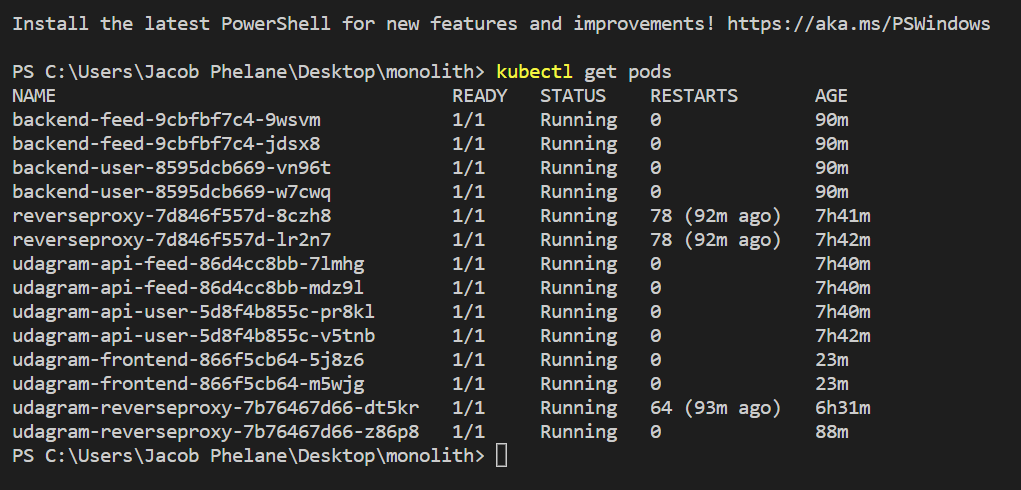 Install the latest PowerShell for new features and improvements! https://aka.ms/PSWindows
PS C:\Users\Jacob Phelane\Desktop\monolith> kubectl get pods
NAME READY STATUS RESTARTS AGE
backend-feed-9cbfbf7c4-9wsvm 1/1 Running 0 90m
backend-feed-9cbfbf7c4-jdsx8 1/1 Running 0 90m
backend-user-8595dcb669-vn96t 1/1 Running 0 90m
backend-user-8595dcb669-w7cwq 1/1 Running 0 90m
reverseproxy-7d846f557d-8czh8 1/1 Running 78 (92m ago) 7h41m
reverseproxy-7d846f557d-lr2n7 1/1 Running 78 (92m ago) 7h42m
udagram-api-feed-86d4cc8bb-7lmhg 1/1 Running 0 7h40m
udagram-api-feed-86d4cc8bb-mdz9l 1/1 Running 0 7h40m
udagram-api-user-5d8f4b855c-pr8kl 1/1 Running 0 7h40m
udagram-api-user-5d8f4b855c-v5tnb 1/1 Running 0 7h42m
udagram-frontend-866f5cb64-5j8z6 1/1 Running 0 23m
udagram-frontend-866f5cb64-m5wjg 1/1 Running 0 23m
udagram-reverseproxy-7b76467d66-dt5kr 1/1 Running 64 (93m ago) 6h31m
udagram-reverseproxy-7b76467d66-z86p8 1/1 Running 0 88m
PS C:\Users\Jacob Phelane\Desktop\monolith>